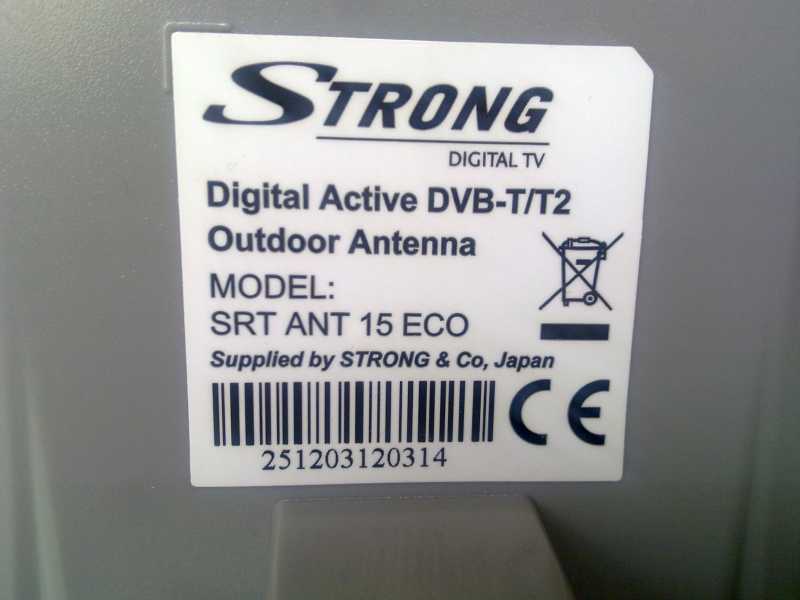 STRONG
DIGITAL TV
Digital Active DVB-T/T2
Outdoor Antenna
MODEL:
SRT ANT 15 ECO
Supplied by STRONG & Co, Japan
CE
251203120314